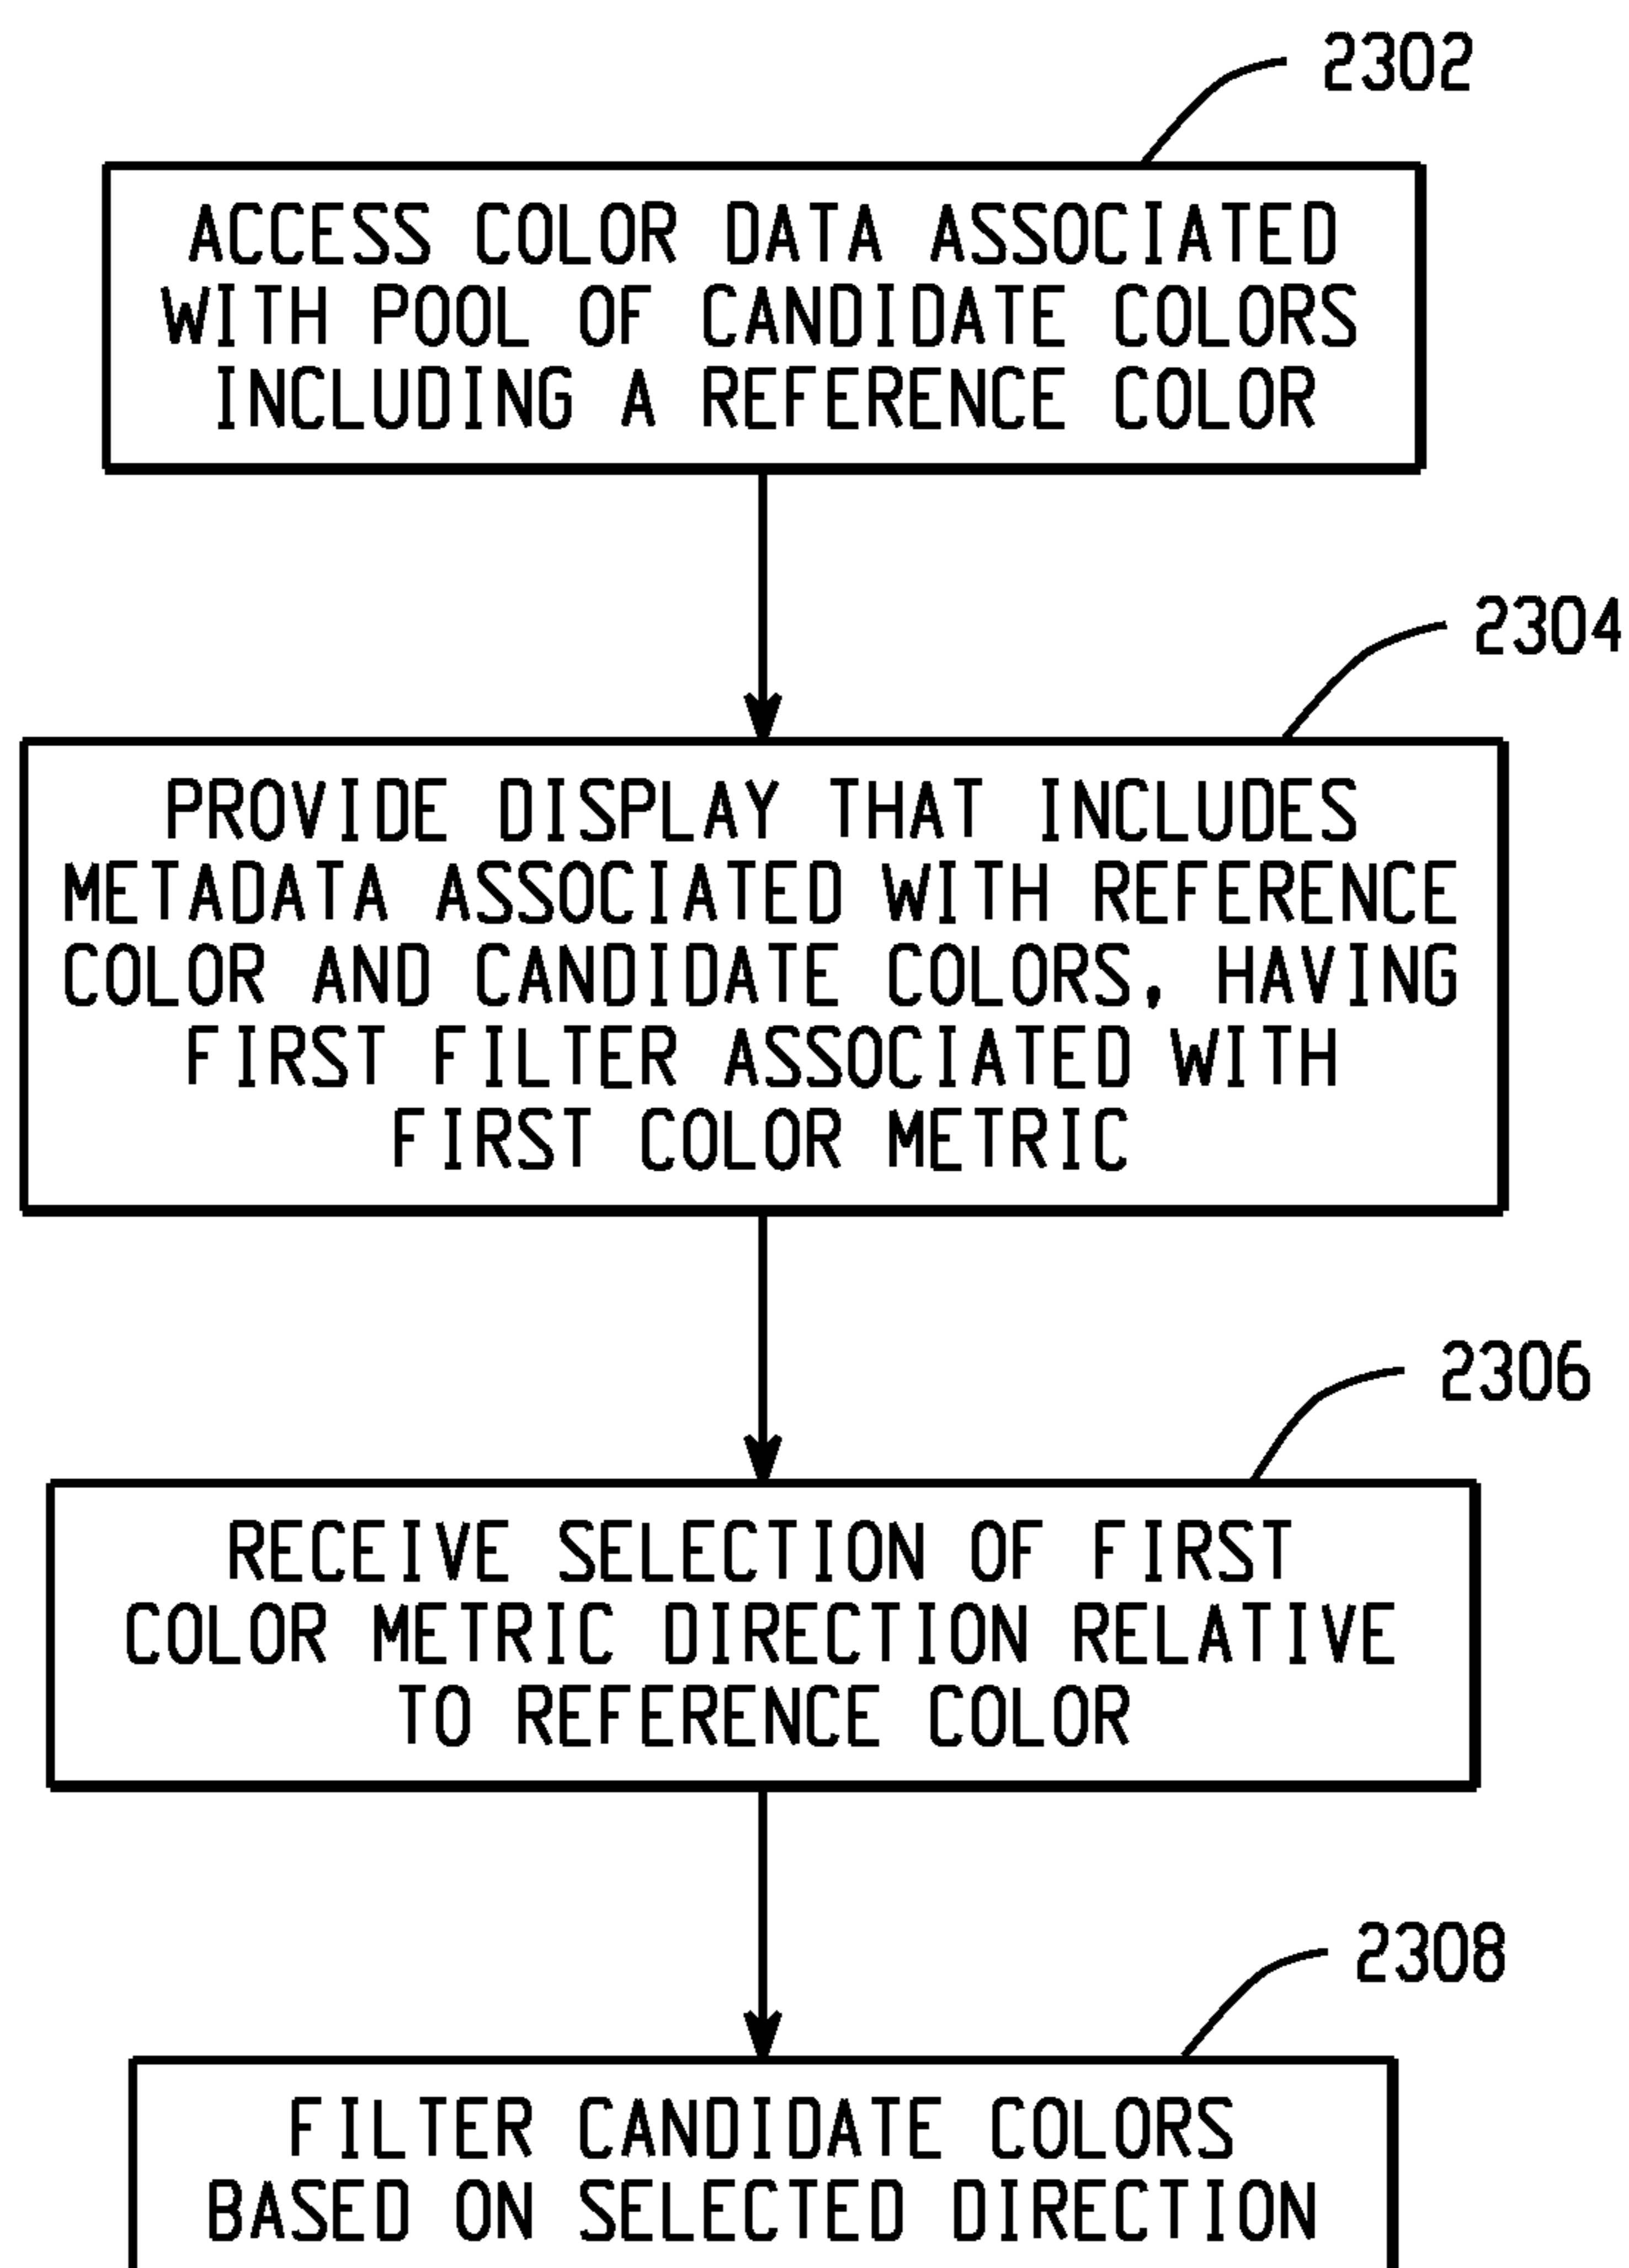 2302
ACCESS COLOR DATA ASSOCIATED
WITH POOL OF CANDIDATE COLORS
INCLUDING A REFERENCE COLOR
2304
PROVIDE DISPLAY THAT INCLUDES
METADATA ASSOCIATED WITH REFERENCE
COLOR AND CANDIDATE COLORS, HAVING
FIRST FILTER ASSOCIATED WITH
FIRST COLOR METRIC
2306
RECEIVE SELECTION OF FIRST
COLOR METRIC DIRECTION RELATIVE
TO REFERENCE COLOR
2308
FILTER CANDIDATE COLORS
BASED ON SELECTED DIRECTION